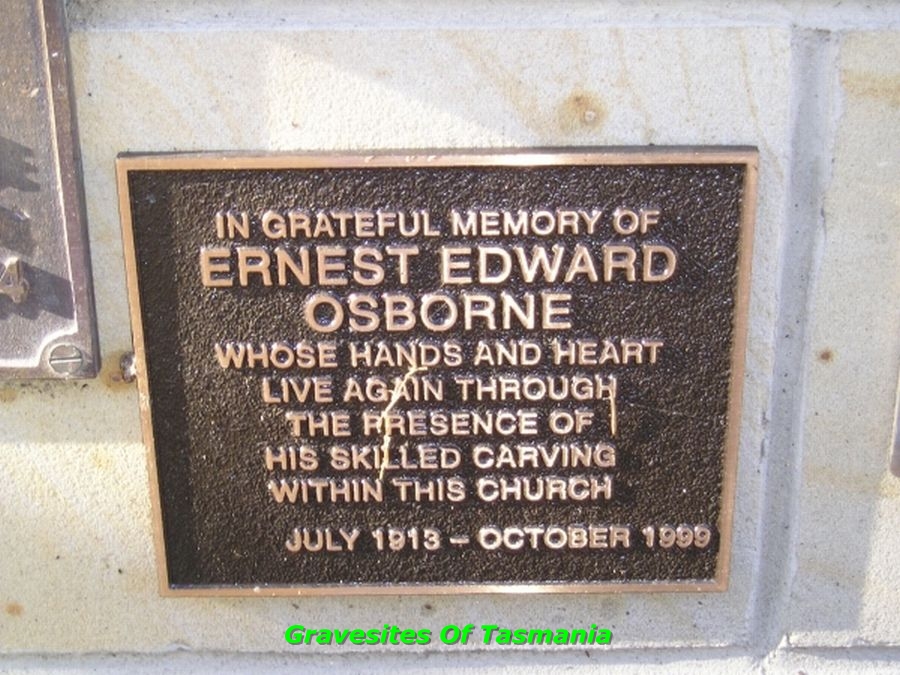 IN GRATEFUL MEMORY OF
ERNEST EDWARD
OSBORNE
WHOSE HANDS AND HEART
LIVE AGAIN THROUGH
THE PRESENCE OF
HIS SKILLED CARVING
WITHIN THIS CHURCH
JULY 1913 – OCTOBER 1999
4
Gravesites Of Tasmania